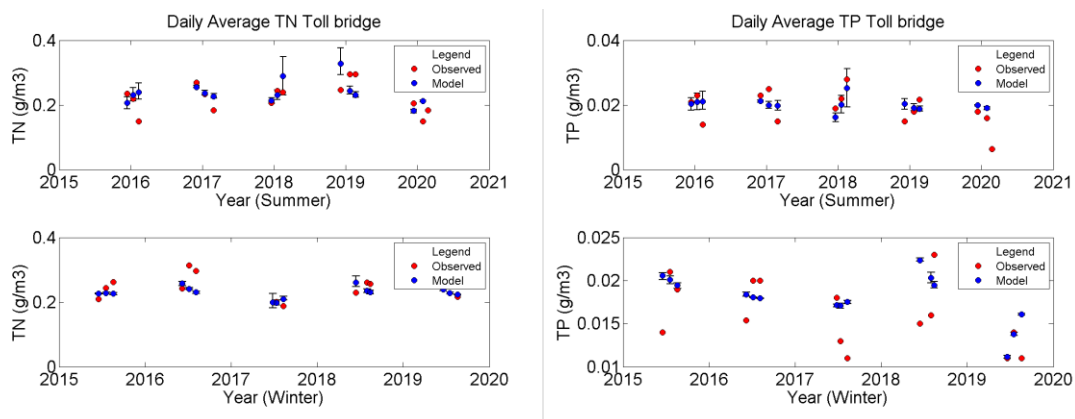 Daily Average TN Toll bridge
0.4
0.2
0
TN (g/m3)
Legend
Observed
Model
2015 2016 2017 2018 2019 2020 2021
Year (Summer)
Daily Average TP Toll bridge
0.04
0.02
0
TP (g/m3)
Legend
Observed
Model
2015 2016 2017 2018 2019 2020 2021
Year (Summer)
0.4
0.2
0
TN (g/m3)
Legend
Observed
Model
2015 2016 2017 2018 2019 2020
Year (Winter)
0.025
0.02
0.015
0.01
TP (g/m3)
Legend
Observed
Model
2015 2016 2017 2018 2019 2020
Year (Winter)